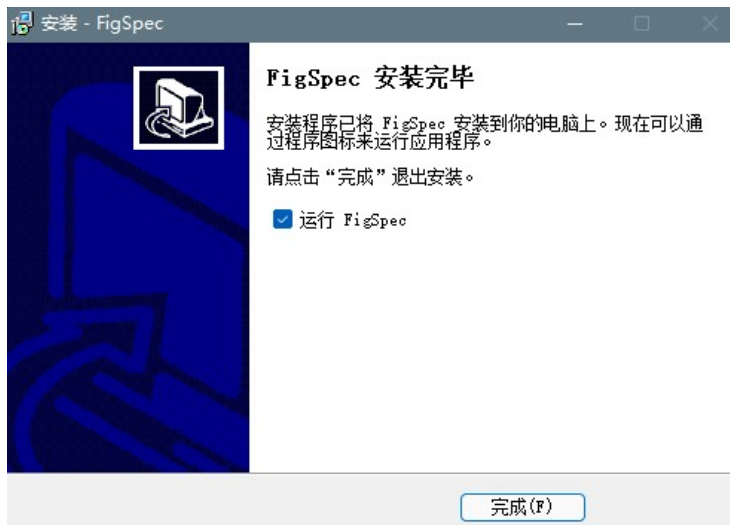 安装 - FigSpec
FigSpec 安装完毕
安装程序已将 FigSpec 安装到你的电脑上。现在可以通
过程序图标来运行应用程序。
请点击“完成”退出安装。
运行 FigSpec
完成(F)